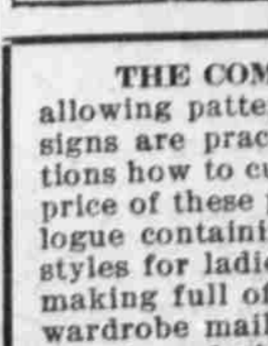 THE COM
allowing patte
signs are prac
tions how to cu
price of these
logue containi
styles for ladie
making full of
wardrobe mail